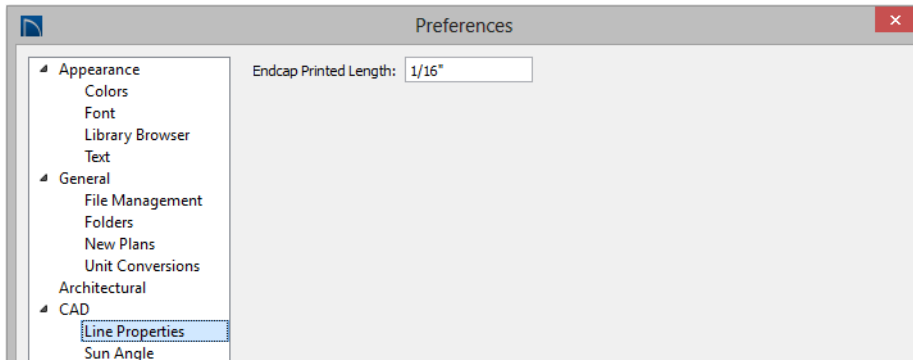 Preferences
Appearance
Colors
Font
Library Browser
Text
General
File Management
Folders
New Plans
Unit Conversions
Architectural
CAD
Line Properties
Sun Angle
Endcap Printed Length: 1/16"